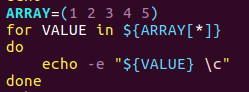 ARRAY=(1 2 3 4 5)
for VALUE in ${ARRAY[*]}
do
    echo -e "${VALUE} \c"
done